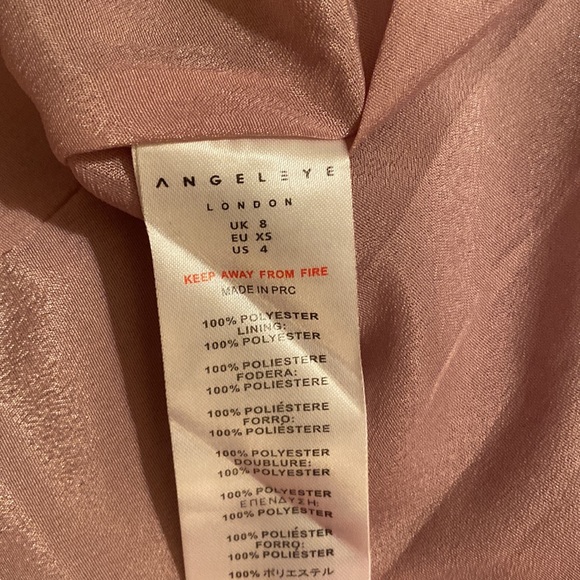 ANGELEYE
LONDON
UK 8
EU XS
US 4
KEEP AWAY FROM FIRE
MADE IN PRC
100% POLYESTER
LINING:
100% POLYESTER
100% POLIESTERE
FODERA:
100% POLIESTERE
100% POLIÉSTERE
FORRO:
100% POLIÉSTERE
100% POLYESTER
DOUBLURE:
100% POLYESTER
100% POLYESTER
ΕΠΕΝΔΥΣΗ:
100% POLYESTER
100% POLIÉSTER
FORRO:
100% POLIÉSTER
100% ポリエステル